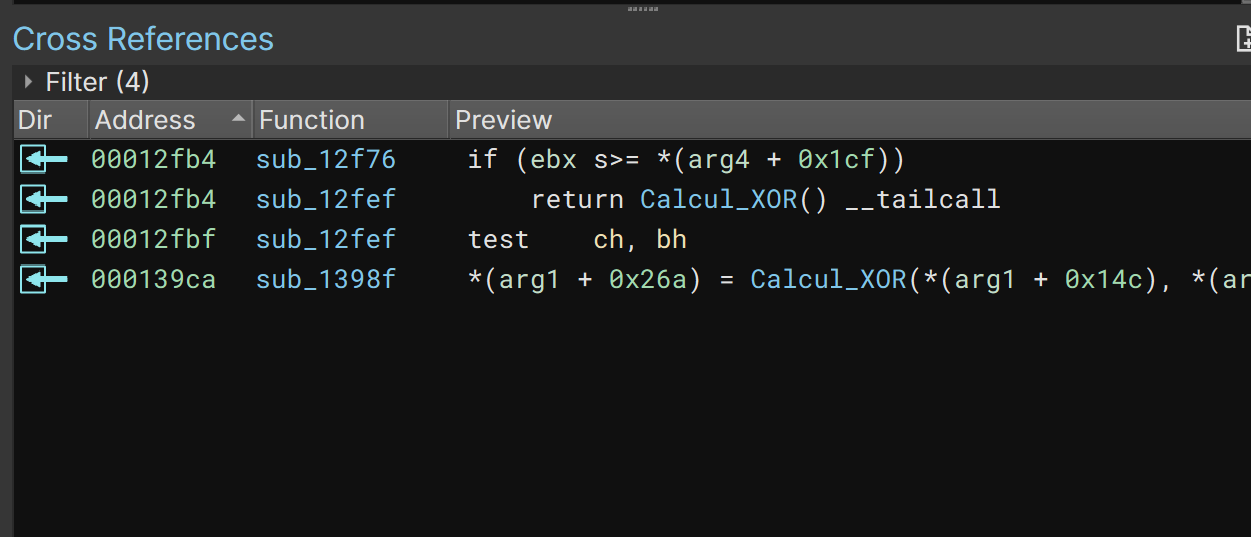 Cross References
Filter (4)
Dir Address Function Preview
00012fb4 sub_12f76 if (ebx s>= *(arg4 + 0x1cf))
00012fb4 sub_12fef return Calcul_XOR() __tailcall
00012fbf sub_12fef test ch, bh
000139ca sub_1398f *(arg1 + 0x26a) = Calcul_XOR(*(arg1 + 0x14c), *(ar